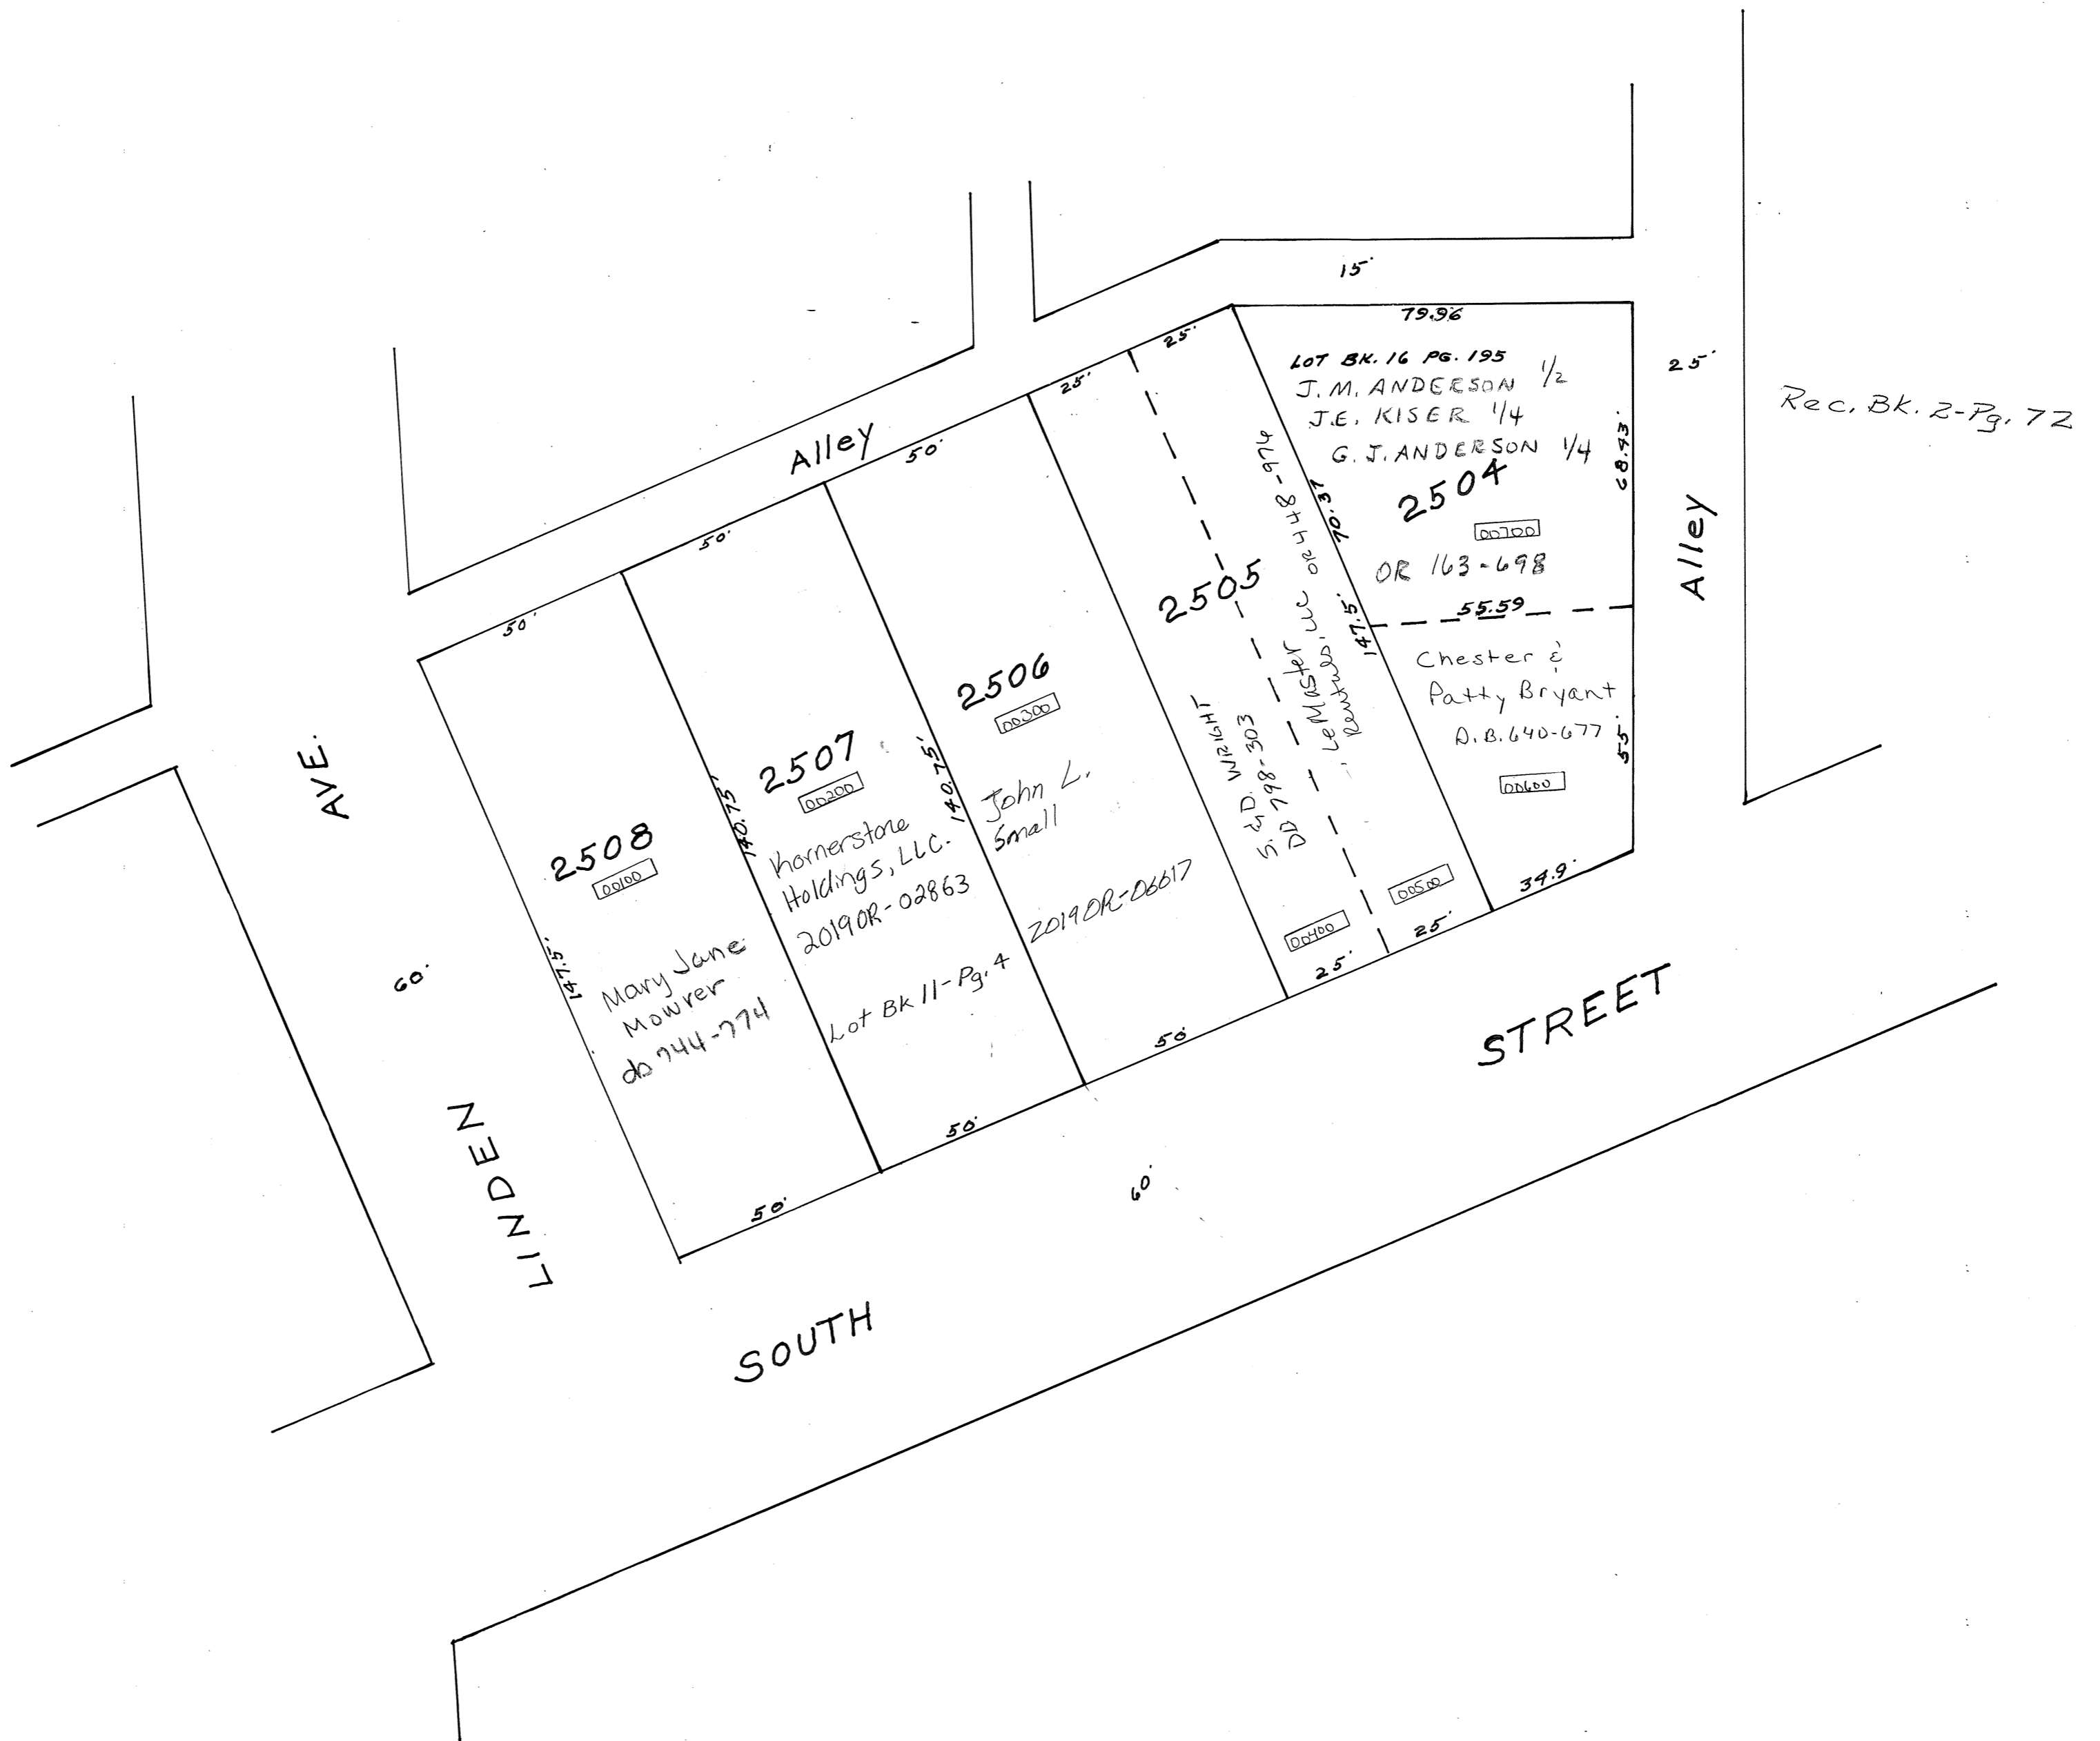 15'
79.96
25'
LOT BK. 16 PG. 195
J.M. ANDERSON 1/2
J.E. KISER 1/4
G. J. ANDERSON 1/4
2504
00700
OR 163-698
68.43'
70.37
55.59
Rec. Bk. 2-Pg. 72
Alley
Alley
50'
50'
50'
25'
25'
Chester &
Patty Bryant
D.B. 640-677
00600
55'
34.9'
2505
147.5'
LeMaster
Rentals, LLC OR 448-974
00500
25'
S. & D. WRIGHT
DB 798-303
00400
25'
2506
00300
John L.
Small
2019OR-06617
50'
140.75'
2507
00200
Kornerstone
Holdings, LLC.
2019OR-02863
Lot Bk 11-Pg. 4
50'
140.75'
2508
00100
Mary Jane
Mowrer
db 744-774
50'
147.5'
60'
LINDEN AVE.
60'
SOUTH STREET